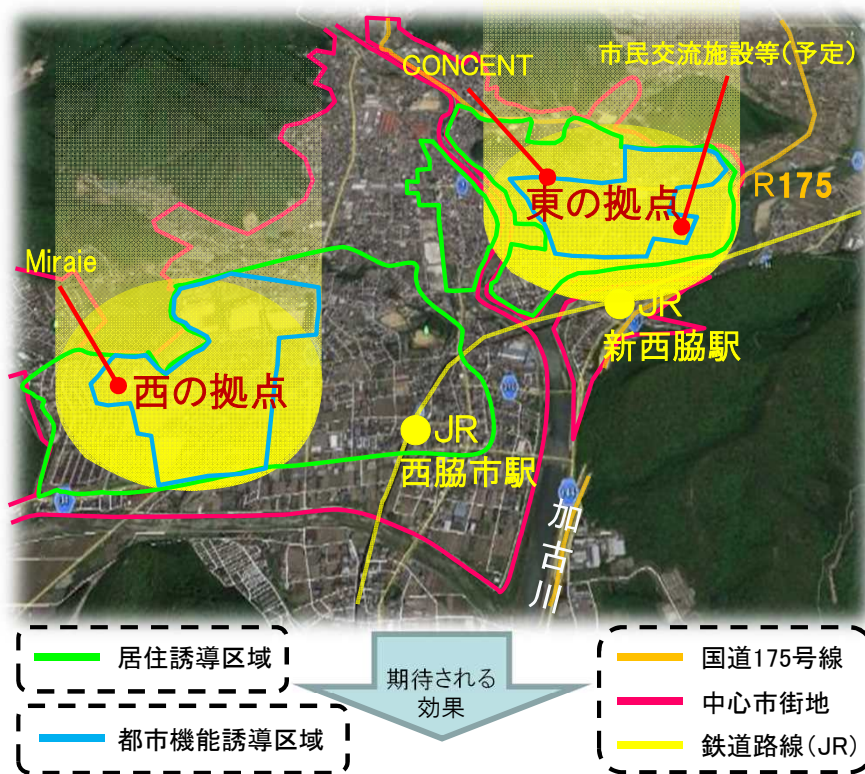 CONCENT
市民交流施設等(予定)
R175
東の拠点
Miraie
JR
新西脇駅
西の拠点
JR
西脇市駅
加古川
居住誘導区域
都市機能誘導区域
期待される
効果
国道175号線
中心市街地
鉄道路線(JR)